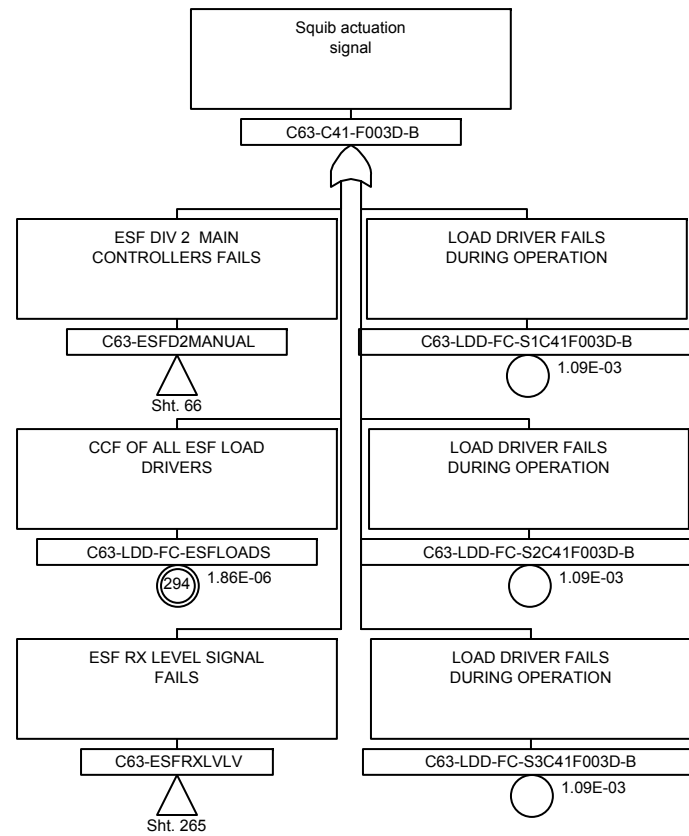 Squib actuation
signal
C63-C41-F003D-B
ESF DIV 2 MAIN
CONTROLLERS FAILS
C63-ESFD2MANUAL
Sht. 66
LOAD DRIVER FAILS
DURING OPERATION
C63-LDD-FC-S1C41F003D-B
1.09E-03
CCF OF ALL ESF LOAD
DRIVERS
C63-LDD-FC-ESFLOADS
294
1.86E-06
LOAD DRIVER FAILS
DURING OPERATION
C63-LDD-FC-S2C41F003D-B
1.09E-03
ESF RX LEVEL SIGNAL
FAILS
C63-ESFRXLVLV
Sht. 265
LOAD DRIVER FAILS
DURING OPERATION
C63-LDD-FC-S3C41F003D-B
1.09E-03